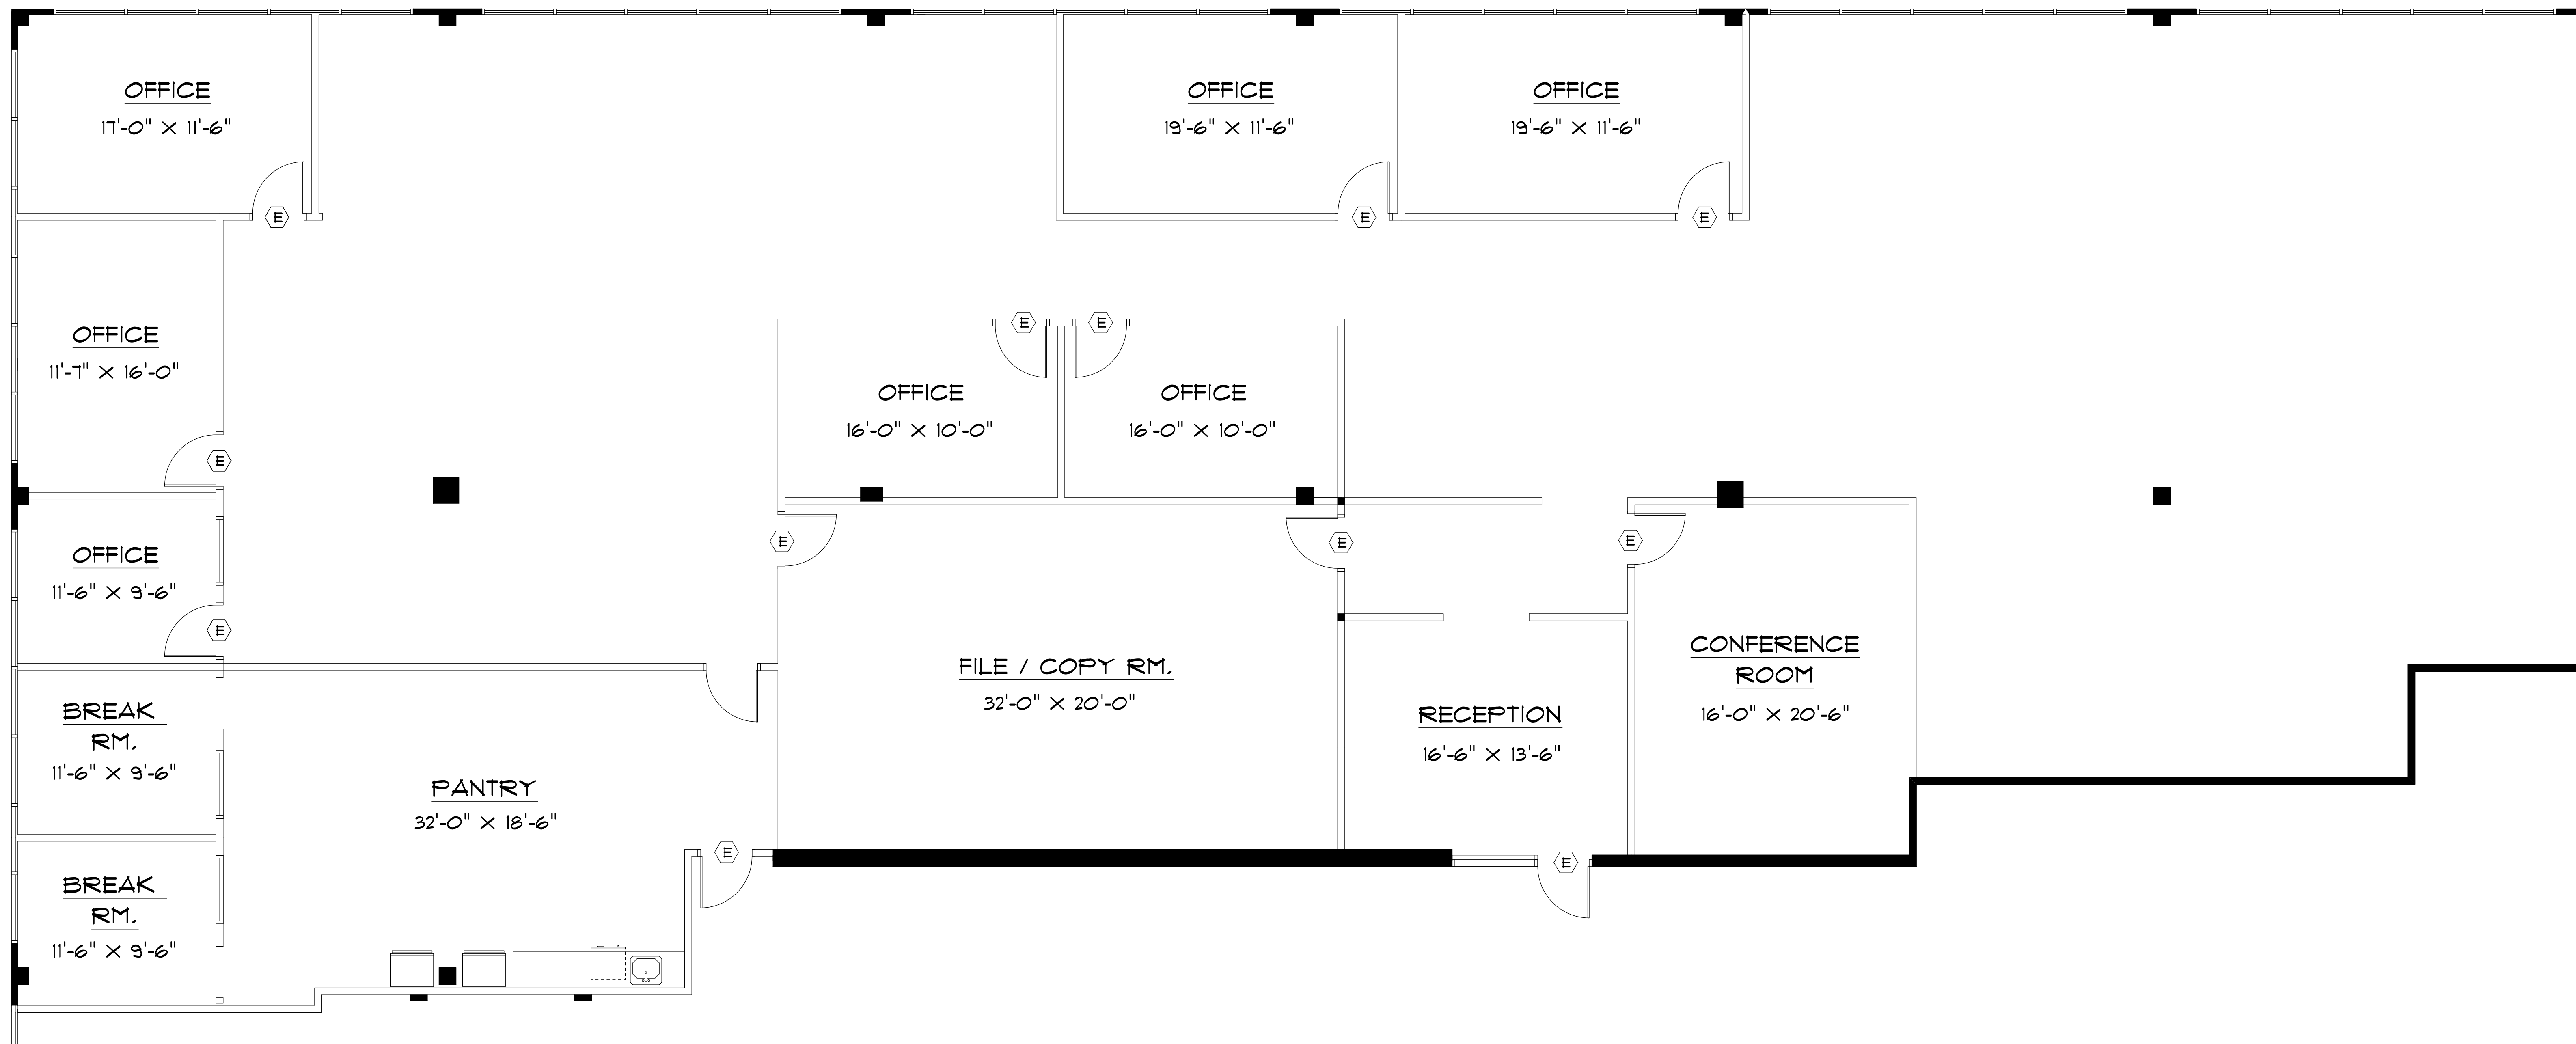 OFFICE
17'-0" X 11'-6"
OFFICE
19'-6" X 11'-6"
OFFICE
19'-6" X 11'-6"
E
E
E
OFFICE
11'-7" X 16'-0"
E
E
E
OFFICE
16'-0" X 10'-0"
OFFICE
16'-0" X 10'-0"
OFFICE
11'-6" X 9'-6"
E
E
E
E
FILE / COPY RM.
32'-0" X 20'-0"
CONFERENCE
ROOM
16'-0" X 20'-6"
RECEPTION
16'-6" X 13'-6"
BREAK
RM.
11'-6" X 9'-6"
PANTRY
32'-0" X 18'-6"
E
E
BREAK
RM.
11'-6" X 9'-6"